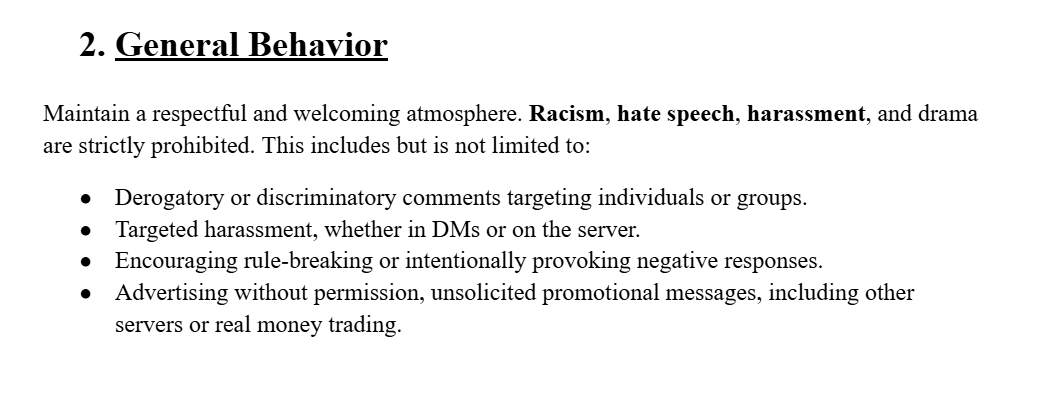 2. General Behavior
Maintain a respectful and welcoming atmosphere. Racism, hate speech, harassment, and drama
are strictly prohibited. This includes but is not limited to:
● Derogatory or discriminatory comments targeting individuals or groups.
● Targeted harassment, whether in DMs or on the server.
● Encouraging rule-breaking or intentionally provoking negative responses.
● Advertising without permission, unsolicited promotional messages, including other
servers or real money trading.